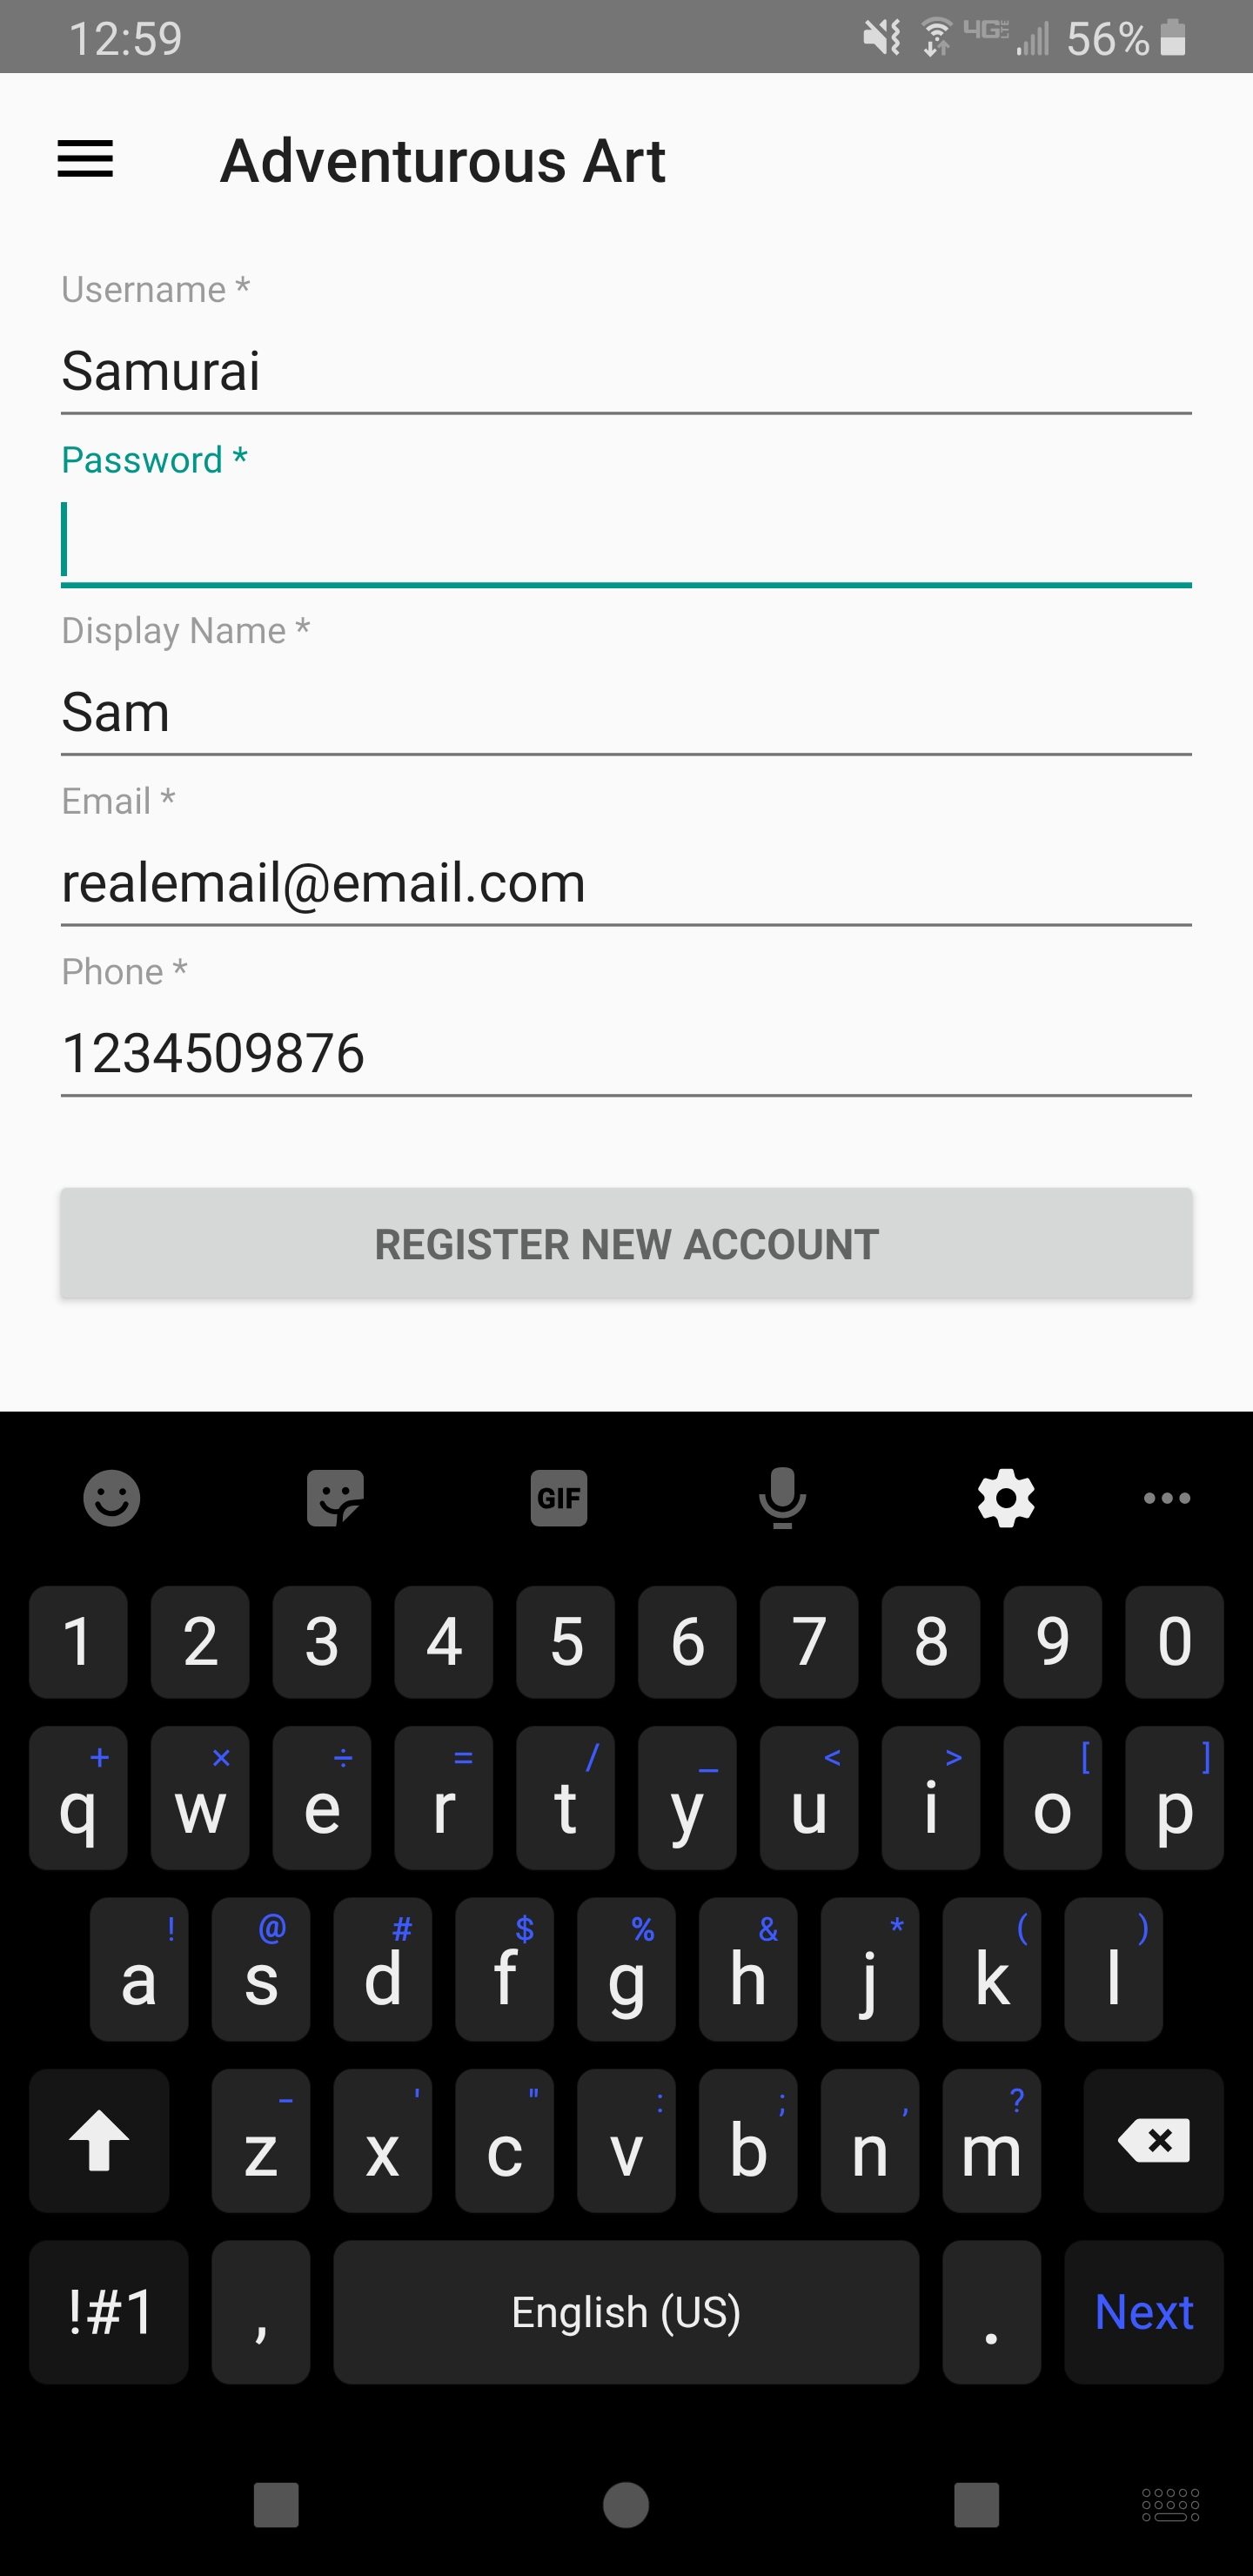 12:59 4G LTE 56%
Adventurous Art
Username *
Samurai
Password *
Display Name *
Sam
Email *
realemail@email.com
Phone *
1234509876
REGISTER NEW ACCOUNT
GIF
1 2 3 4 5 6 7 8 9 0
+ × ÷ = / _ < > [ ]
q w e r t y u i o p
! @ # $ % & * ( )
a s d f g h j k l
- ' " : ; , ?
z x c v b n m
!#1 , English (US) . Next